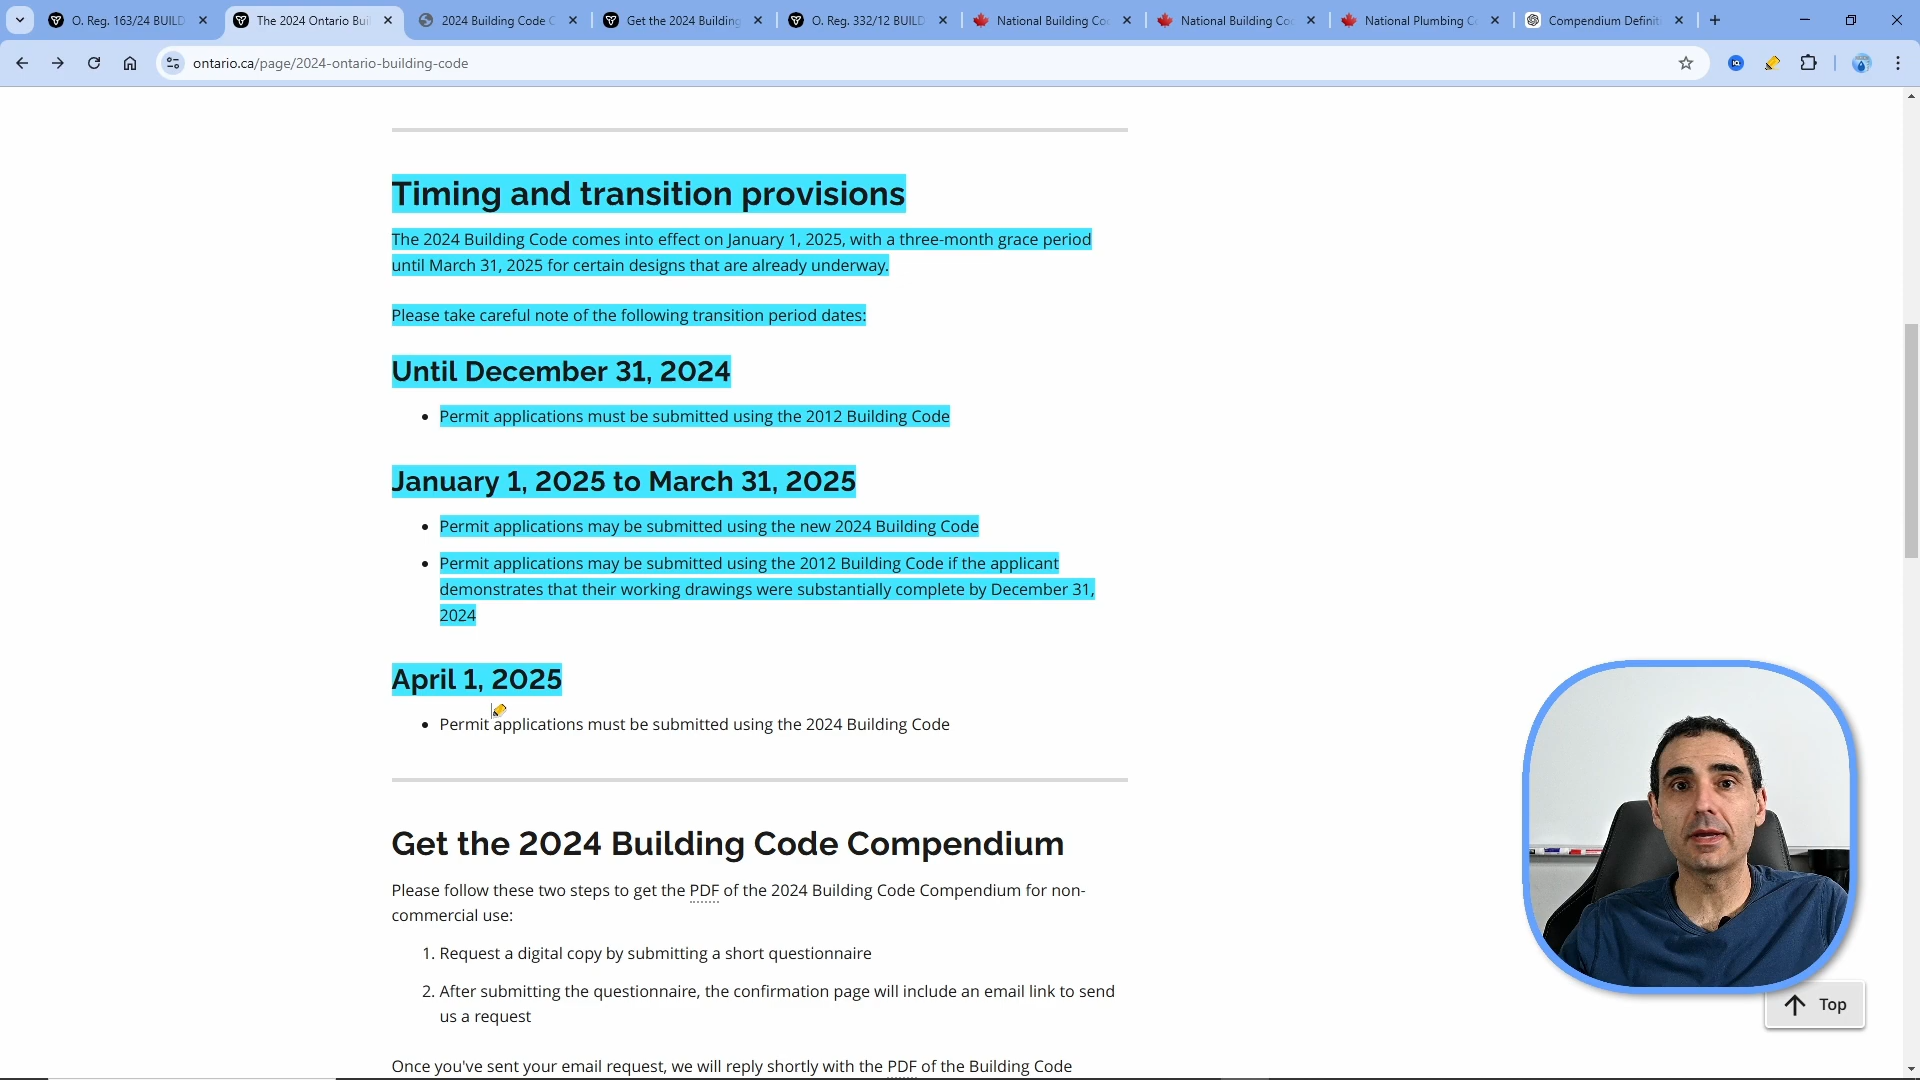 O. Reg. 163/24 BUILD
The 2024 Ontario Bui
2024 Building Code C
Get the 2024 Building
O. Reg. 332/12 BUILD
National Building Co
National Building Co
National Plumbing C
Compendium Definit
ontario.ca/page/2024-ontario-building-code
Timing and transition provisions
The 2024 Building Code comes into effect on January 1, 2025, with a three-month grace period
until March 31, 2025 for certain designs that are already underway.
Please take careful note of the following transition period dates:
Until December 31, 2024
• Permit applications must be submitted using the 2012 Building Code
January 1, 2025 to March 31, 2025
• Permit applications may be submitted using the new 2024 Building Code
• Permit applications may be submitted using the 2012 Building Code if the applicant
demonstrates that their working drawings were substantially complete by December 31,
2024
April 1, 2025
• Permit applications must be submitted using the 2024 Building Code
Get the 2024 Building Code Compendium
Please follow these two steps to get the PDF of the 2024 Building Code Compendium for non-
commercial use:
1. Request a digital copy by submitting a short questionnaire
2. After submitting the questionnaire, the confirmation page will include an email link to send
us a request
Once you've sent your email request, we will reply shortly with the PDF of the Building Code
Top